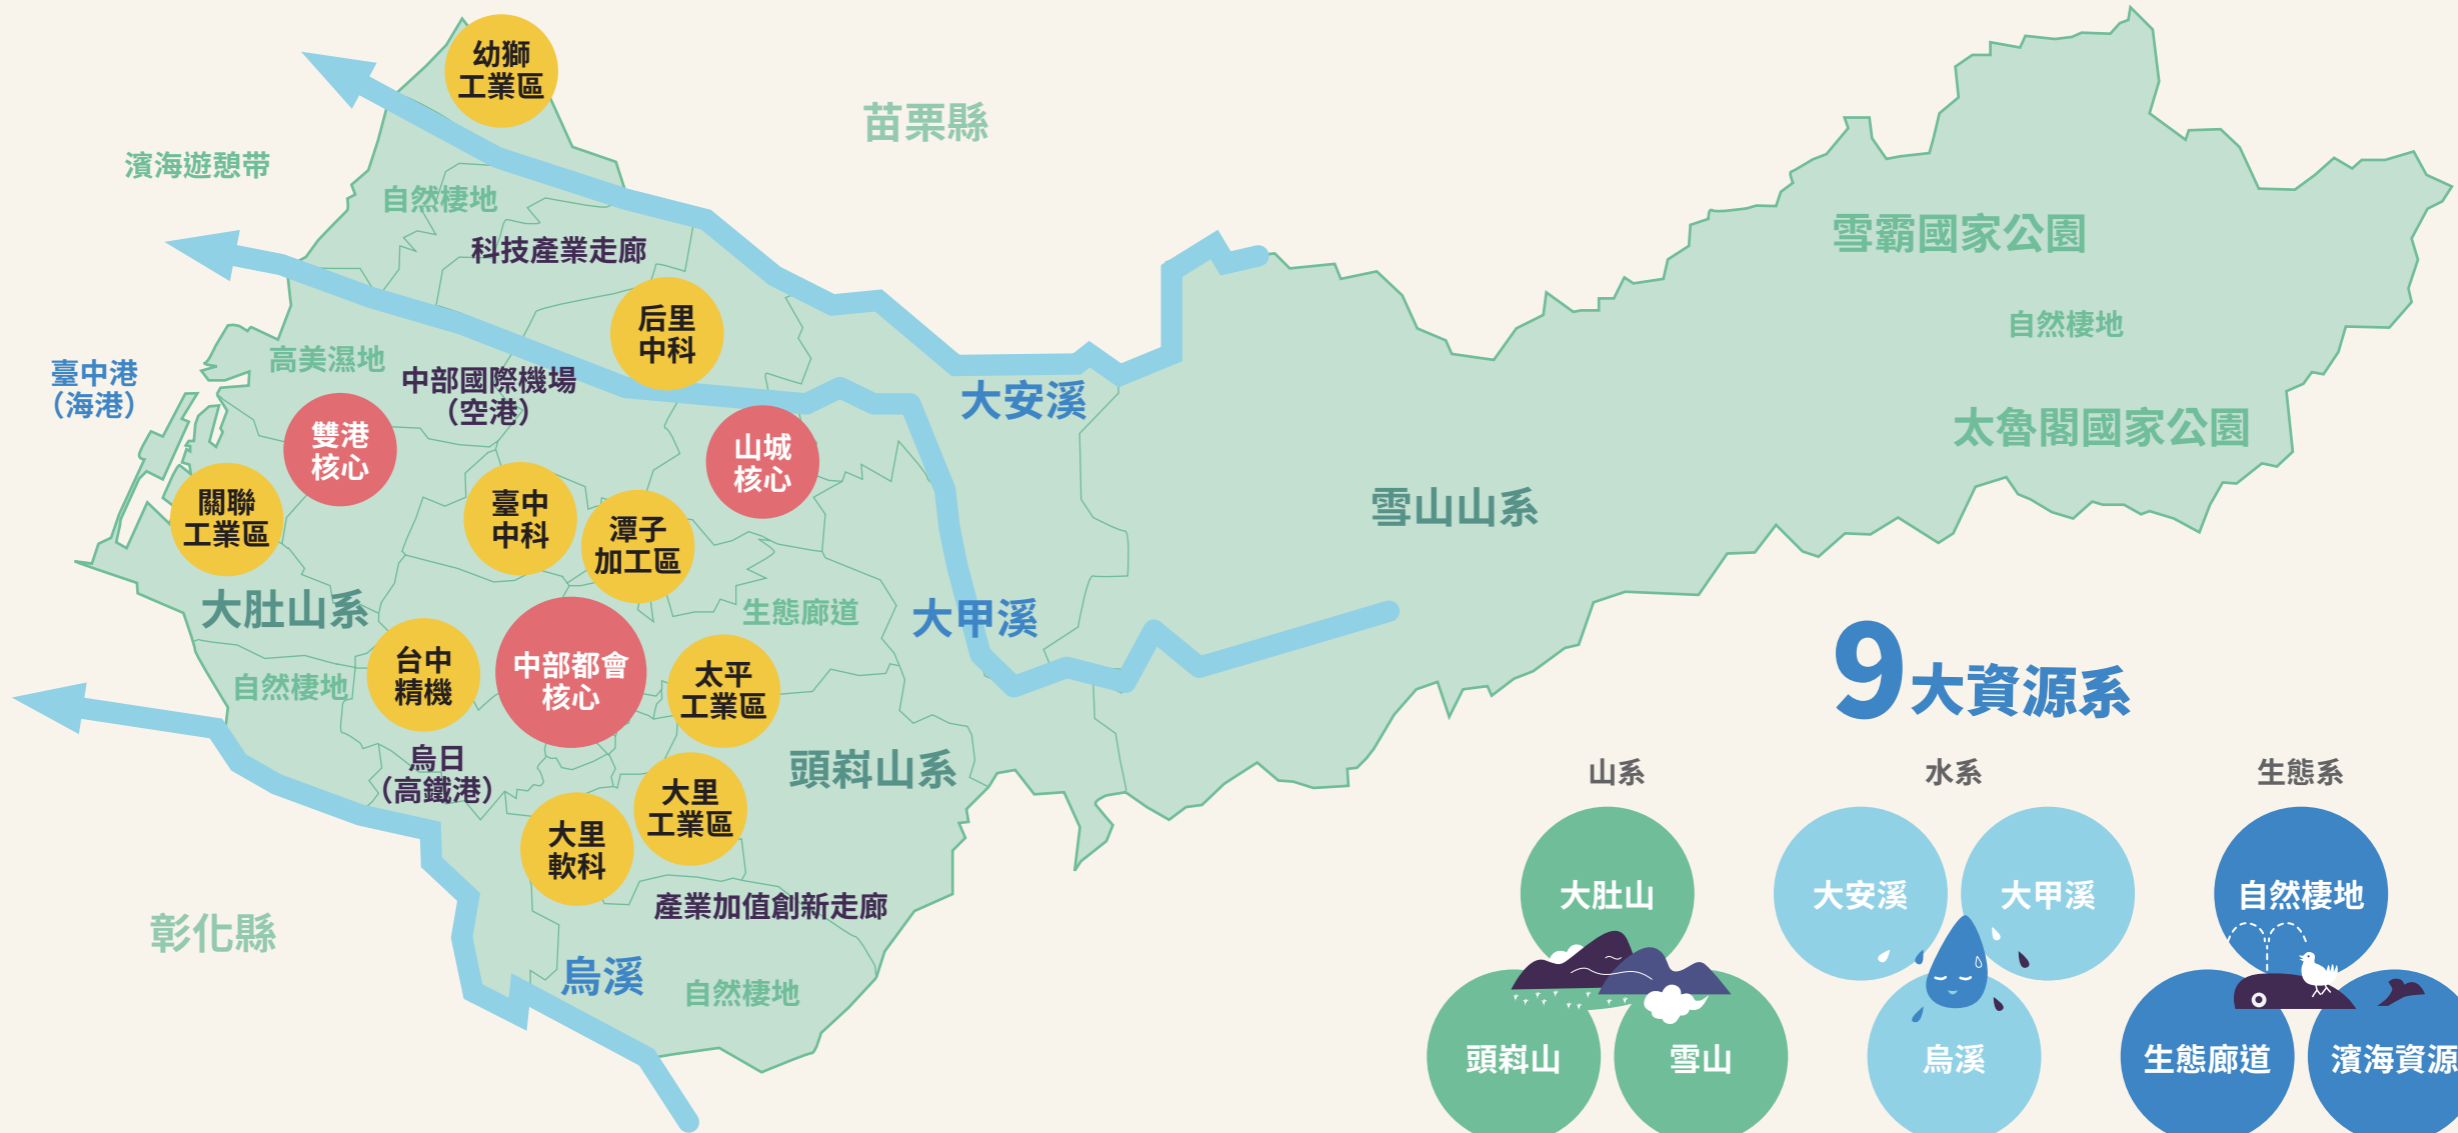 幼獅
工業區
苗栗縣
濱海遊憩帶
自然棲地
科技產業走廊
雪霸國家公園
后里
中科
自然棲地
高美濕地
臺中港
（海港）
中部國際機場
（空港）
大安溪
太魯閣國家公園
雙港
核心
山城
核心
關聯
工業區
臺中
中科
潭子
加工區
雪山山系
大肚山系
生態廊道
大甲溪
台中
精機
中部都會
核心
太平
工業區
自然棲地
烏日
（高鐵港）
頭嵙山系
大里
工業區
大里
軟科
產業加值創新走廊
彰化縣
烏溪
自然棲地
9大資源系
山系
水系
生態系
大肚山
頭嵙山
雪山
大安溪
大甲溪
烏溪
自然棲地
生態廊道
濱海資源